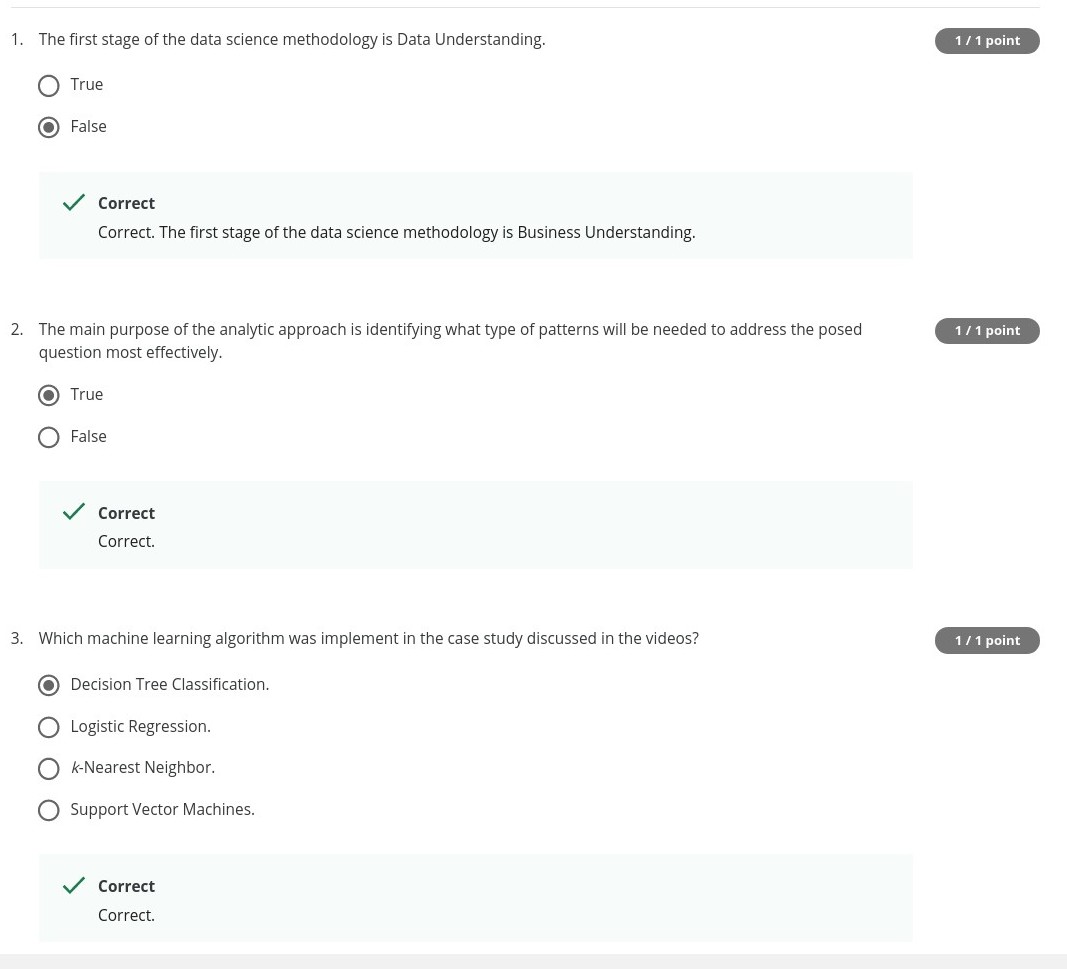 1. The first stage of the data science methodology is Data Understanding.
1 / 1 point
True
False
Correct
Correct. The first stage of the data science methodology is Business Understanding.
2. The main purpose of the analytic approach is identifying what type of patterns will be needed to address the posed
question most effectively.
1 / 1 point
True
False
Correct
Correct.
3. Which machine learning algorithm was implement in the case study discussed in the videos?
1 / 1 point
Decision Tree Classification.
Logistic Regression.
k-Nearest Neighbor.
Support Vector Machines.
Correct
Correct.